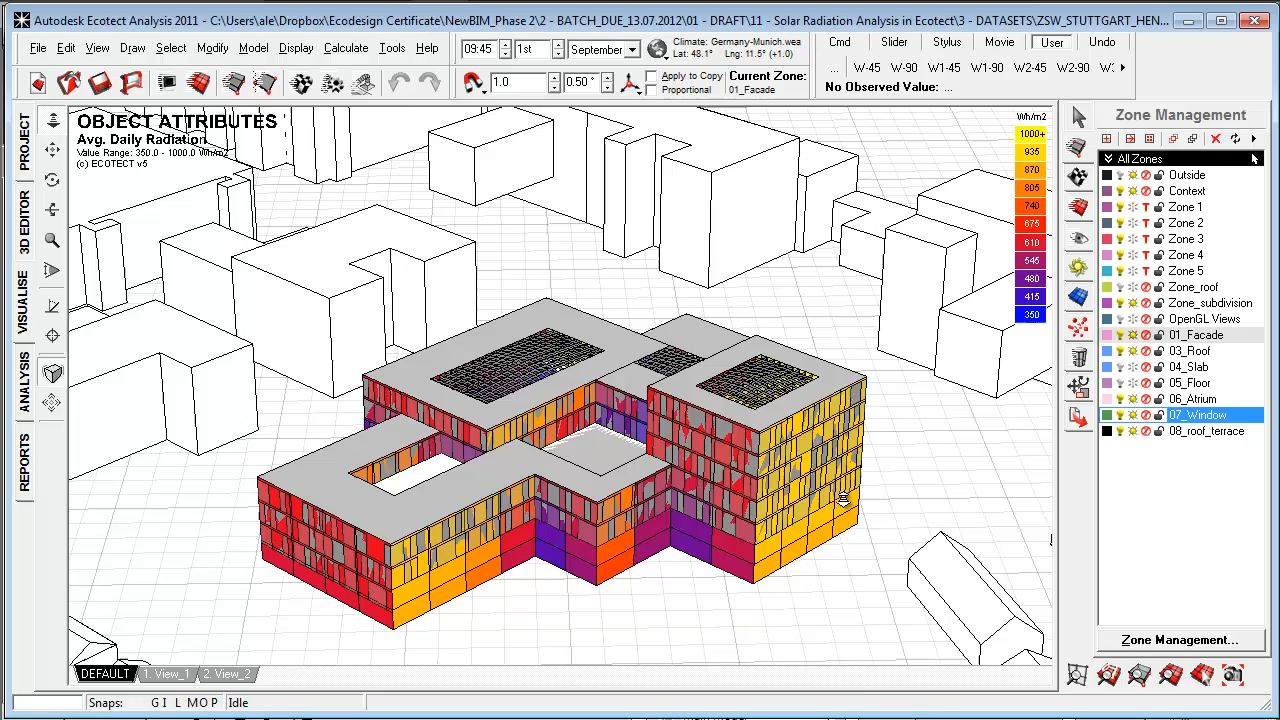 Autodesk Ecotect Analysis 2011 - C:\Users\ale\Dropbox\Ecodesign Certificate\NewBIM_Phase 2\2 - BATCH_DUE_13.07.2012\01 - DRAFT\11 - Solar Radiation Analysis in Ecotect\3 - DATASETS\ZSW_STUTTGART_HEN...
File Edit View Draw Select Modify Model Display Calculate Tools Help
09:45 1st September
Climate: Germany-Munich.wea
Lat: 48.1° Lng: 11.5° (+1.0)
Cmd Slider Stylus Movie User Undo
... W-45 W-90 W1-45 W1-90 W2-45 W2-90 W:
1.0 0.50 °
Apply to Copy
Proportional
Current Zone:
01_Facade
No Observed Value: ...
PROJECT
3D EDITOR
VISUALISE
ANALYSIS
REPORTS
OBJECT ATTRIBUTES
Avg. Daily Radiation
Value Range: 350.0 - 1000.0 Wh/m2
(c) ECOTECT v5
Wh/m2
1000+
935
870
805
740
675
610
545
480
415
350
Zone Management
All Zones
Outside
Context
T Zone 1
T Zone 2
T Zone 3
T Zone 4
T Zone 5
Zone_roof
Zone_subdivision
OpenGL Views
01_Facade
03_Roof
04_Slab
05_Floor
06_Atrium
07_Window
08_roof_terrace
Zone Management...
DEFAULT 1. View_1 2. View_2
Snaps: G I L M O P Idle